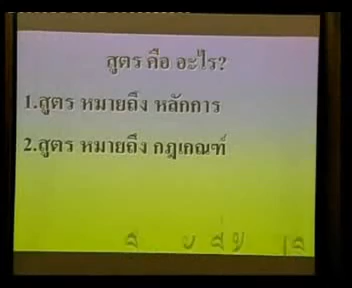 สูตร คือ อะไร?
1.สูตร หมายถึง หลักการ
2.สูตร หมายถึง กฎเกณฑ์